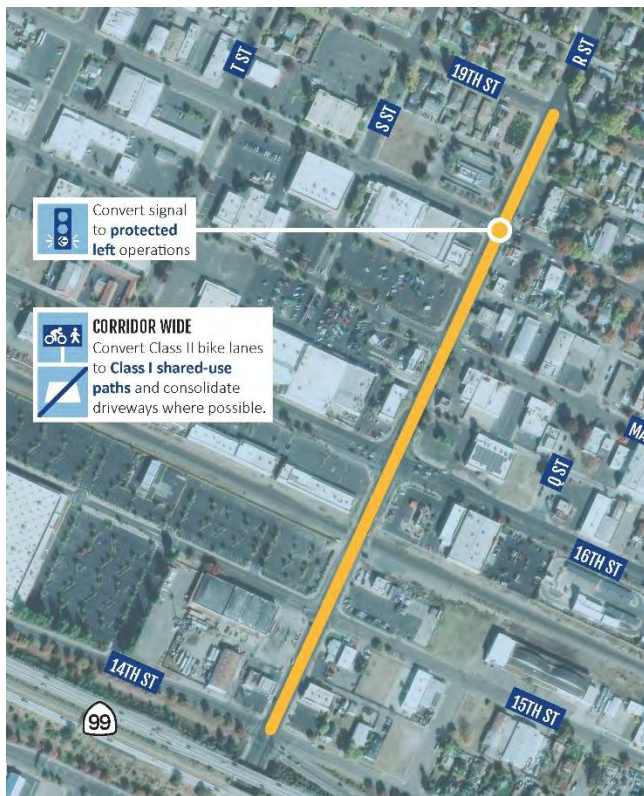 T ST
S ST
19TH ST
R ST
Convert signal
to protected
left operations
CORRIDOR WIDE
Convert Class II bike lanes
to Class I shared-use
paths and consolidate
driveways where possible.
MA
Q ST
16TH ST
14TH ST
15TH ST
99